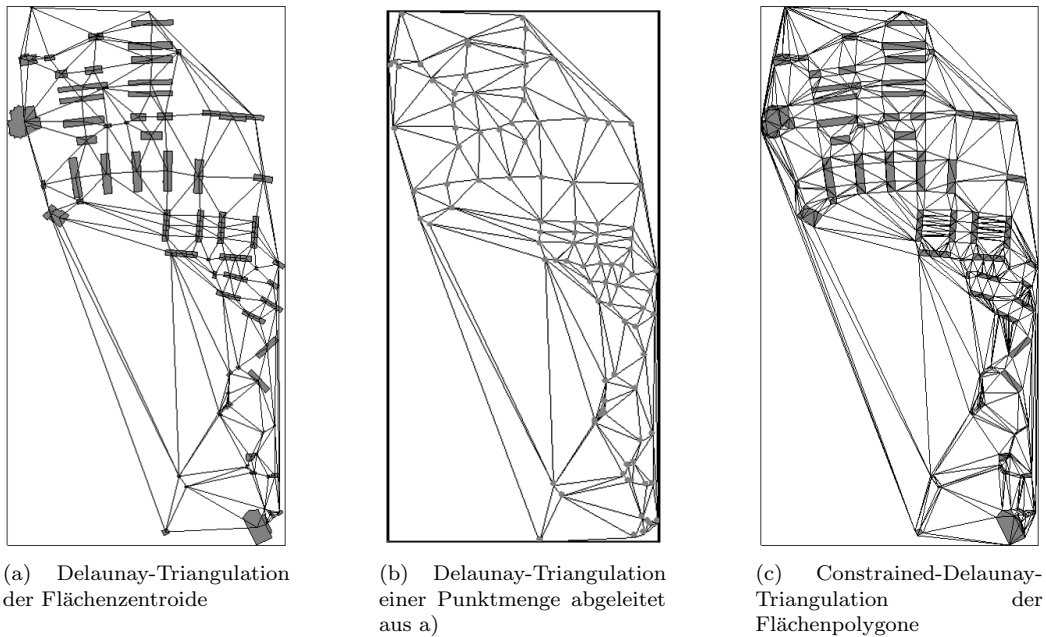 (a) Delaunay-Triangulation
der Flächenzentroide
(b) Delaunay-Triangulation
einer Punktmenge abgeleitet
aus a)
(c) Constrained-Delaunay-
Triangulation der
Flächenpolygone